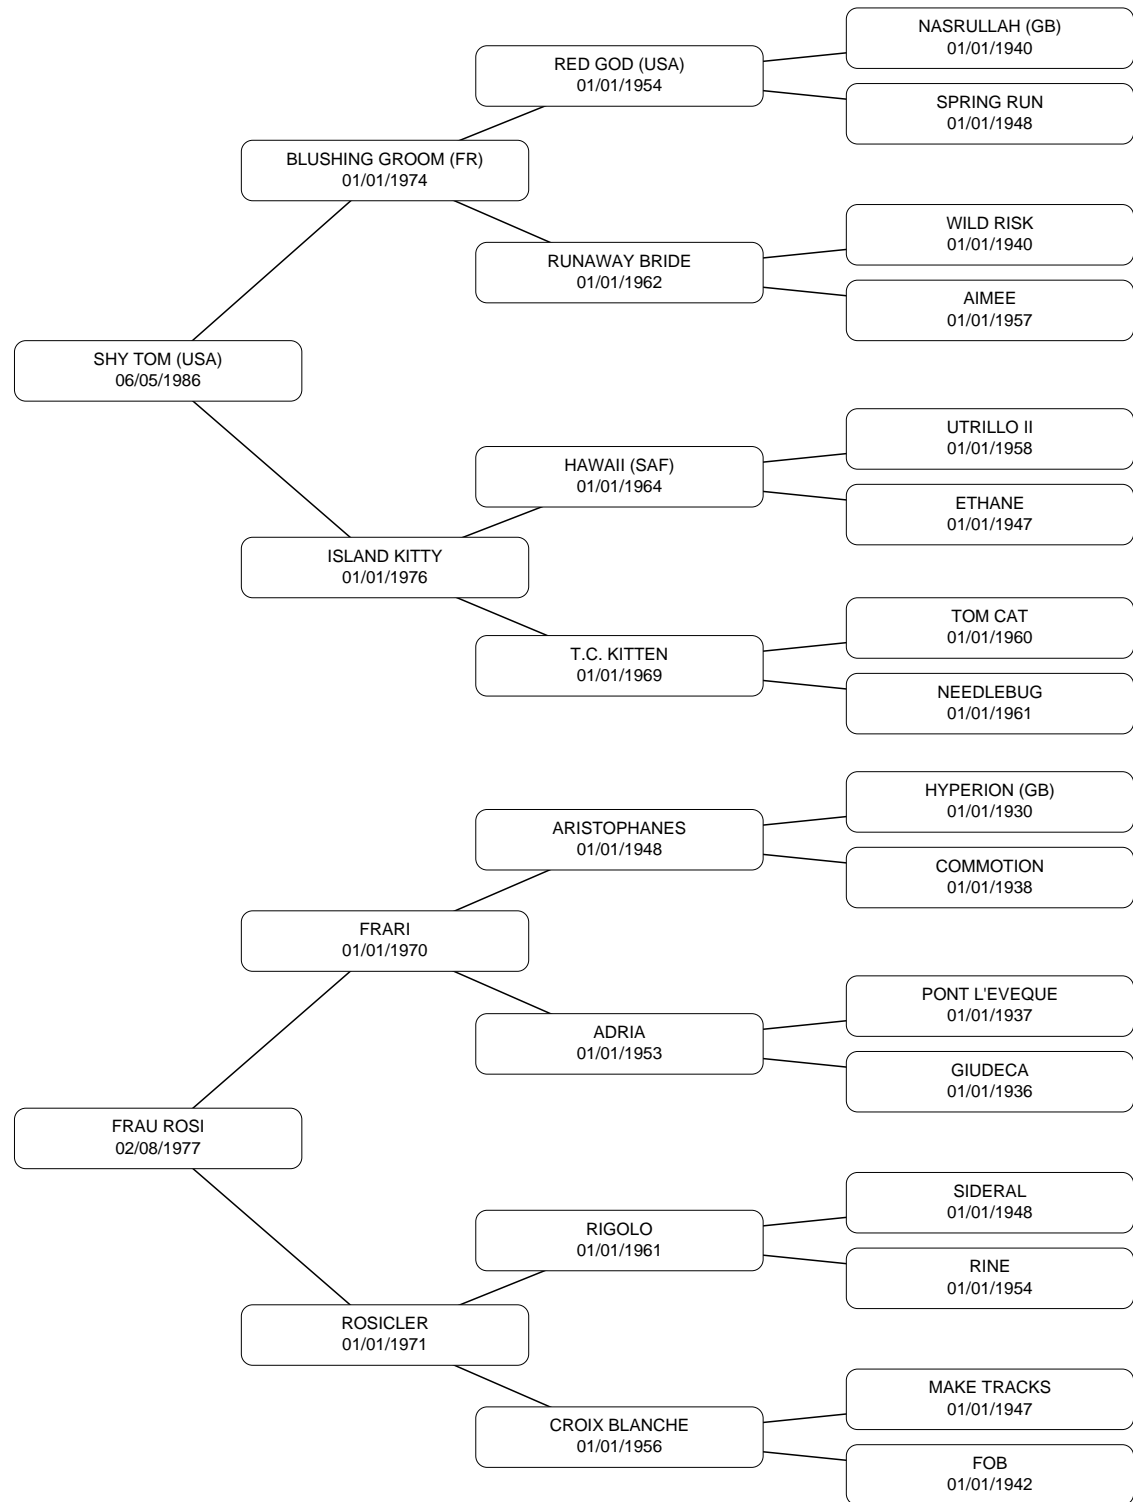 NASRULLAH (GB)
01/01/1940
RED GOD (USA)
01/01/1954
SPRING RUN
01/01/1948
BLUSHING GROOM (FR)
01/01/1974
WILD RISK
01/01/1940
RUNAWAY BRIDE
01/01/1962
AIMEE
01/01/1957
SHY TOM (USA)
06/05/1986
UTRILLO II
01/01/1958
HAWAII (SAF)
01/01/1964
ETHANE
01/01/1947
ISLAND KITTY
01/01/1976
TOM CAT
01/01/1960
T.C. KITTEN
01/01/1969
NEEDLEBUG
01/01/1961
HYPERION (GB)
01/01/1930
ARISTOPHANES
01/01/1948
COMMOTION
01/01/1938
FRARI
01/01/1970
PONT L'EVEQUE
01/01/1937
ADRIA
01/01/1953
GIUDECA
01/01/1936
FRAU ROSI
02/08/1977
SIDERAL
01/01/1948
RIGOLO
01/01/1961
RINE
01/01/1954
ROSICLER
01/01/1971
MAKE TRACKS
01/01/1947
CROIX BLANCHE
01/01/1956
FOB
01/01/1942